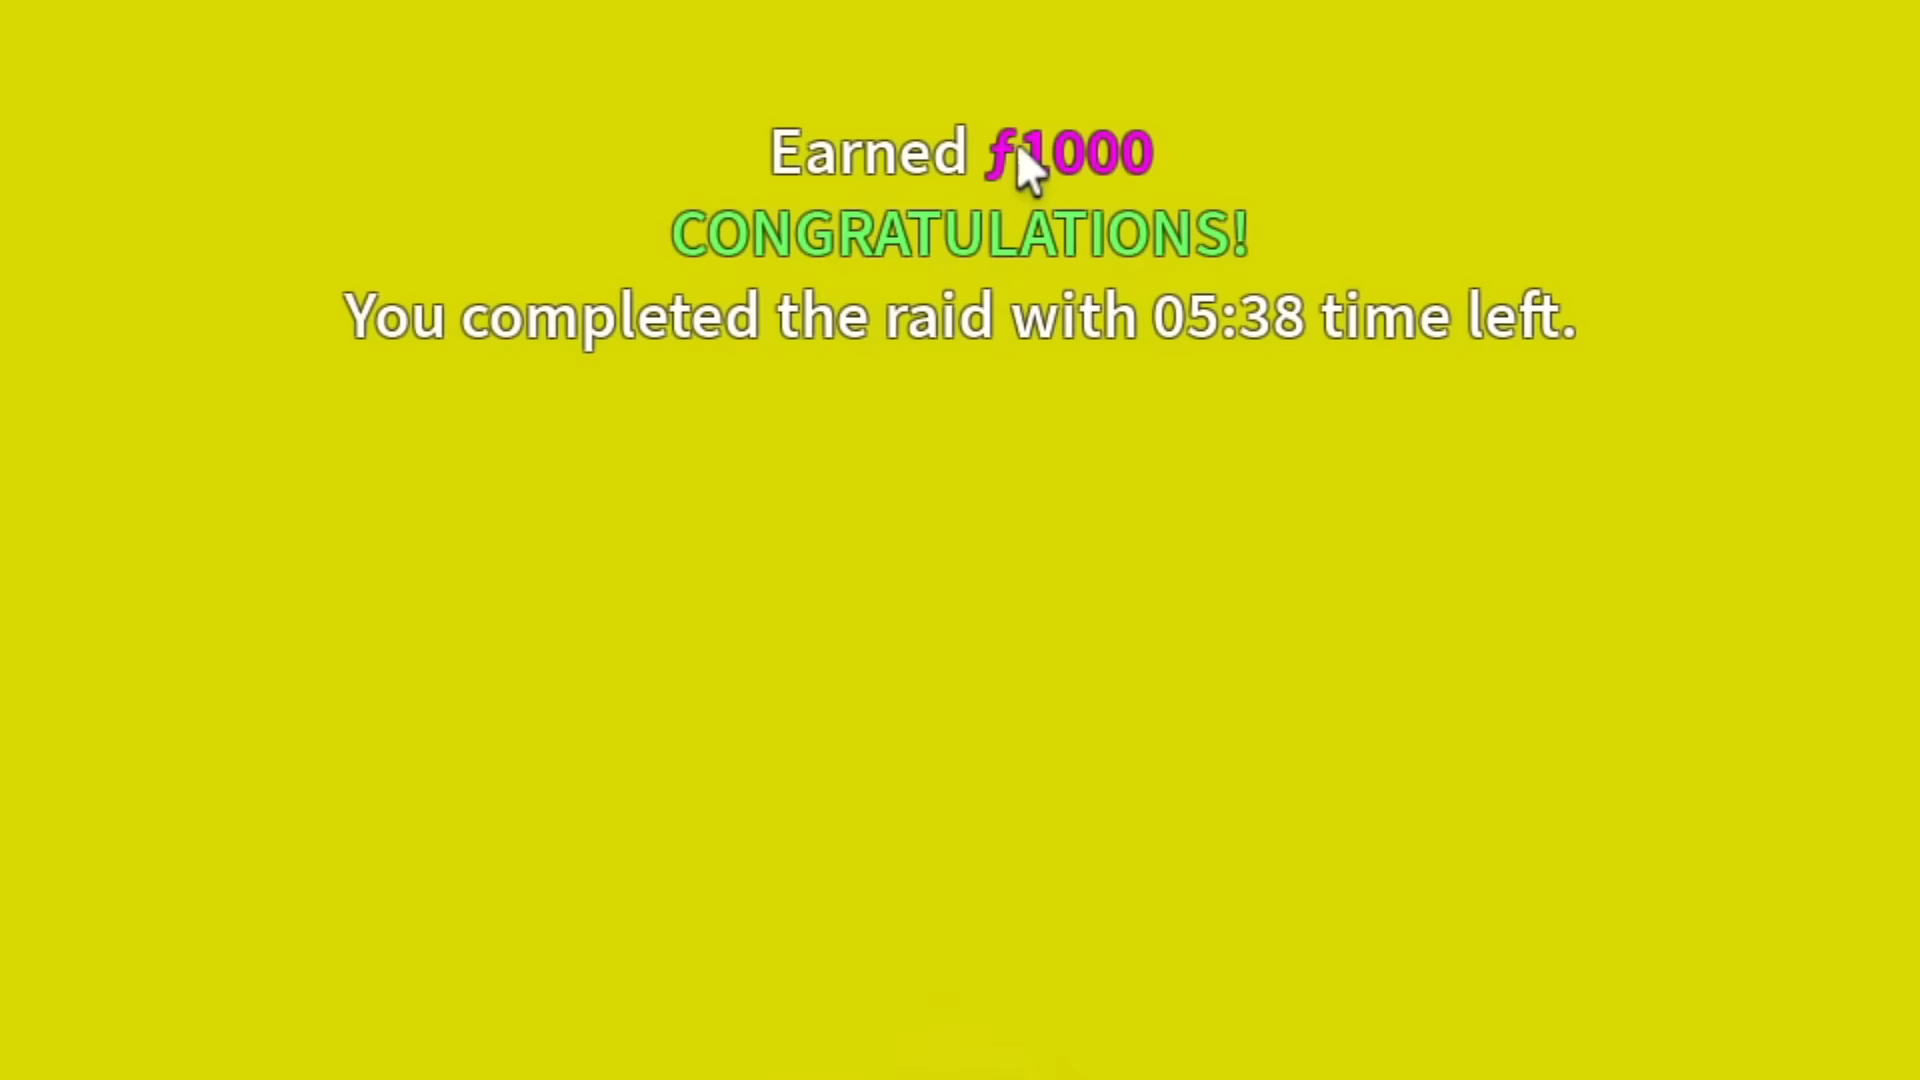 Earned ƒ1000
CONGRATULATIONS!
You completed the raid with 05:38 time left.